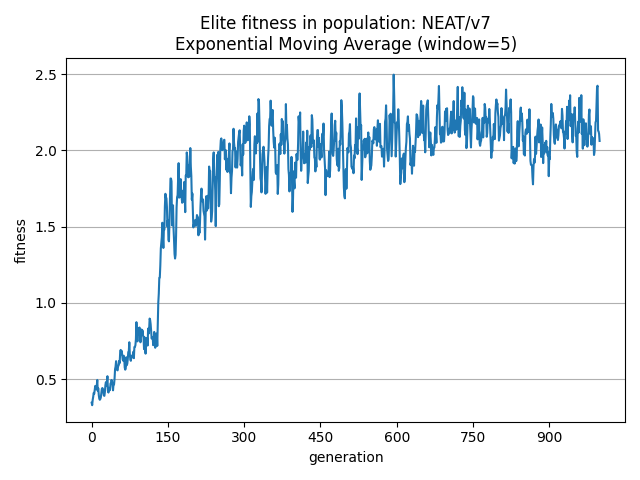 Elite fitness in population: NEAT/v7
Exponential Moving Average (window=5)
2.5
2.0
1.5
1.0
0.5
fitness
0 150 300 450 600 750 900
generation